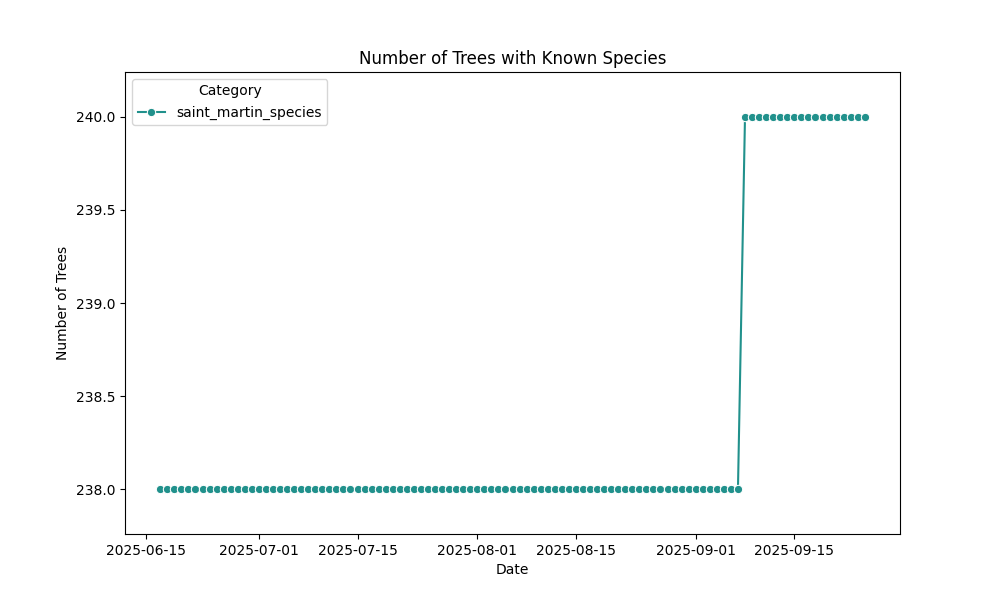 Number of Trees with Known Species
Category
saint_martin_species
Number of Trees
240.0
239.5
239.0
238.5
238.0
2025-06-15 2025-07-01 2025-07-15 2025-08-01 2025-08-15 2025-09-01 2025-09-15
Date